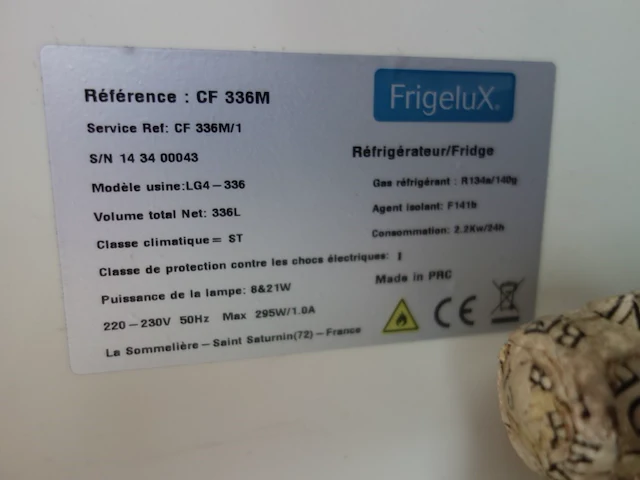 Référence : CF 336M
FrigeluX®
Service Ref: CF 336M/1
S/N 14 34 00043
Réfrigérateur/Fridge
Modèle usine:LG4-336
Gaz réfrigérant : R134a/140g
Volume total Net: 336L
Agent isolant: F141b
Classe climatique= ST
Consommation: 2.2Kw/24h
Classe de protection contre les chocs électriques: I
Puissance de la lampe: 8&21W
Made in PRC
220-230V 50Hz Max 295W/1.0A
CE
La Sommelière-Saint Saturnin(72)-France